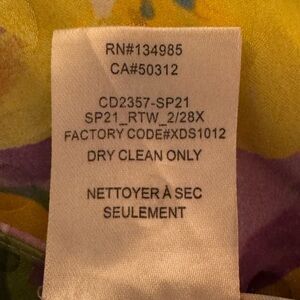 RN#134985
CA#50312
CD2357-SP21
SP21_RTW_2/28X
FACTORY CODE#XDS1012
DRY CLEAN ONLY
NETTOYER À SEC
SEULEMENT